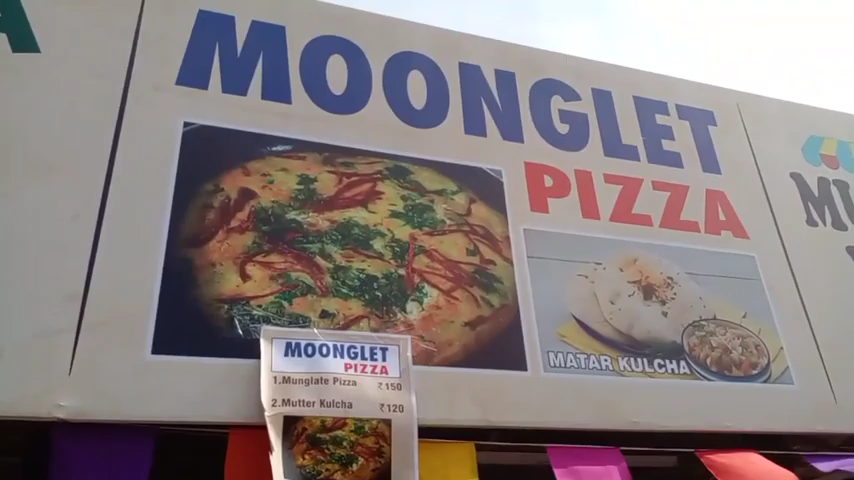 MOONGLET
PIZZA
MATAR KULCHA
MOONGLET
PIZZA
1.Munglate Pizza ₹150
2.Mutter Kulcha ₹120